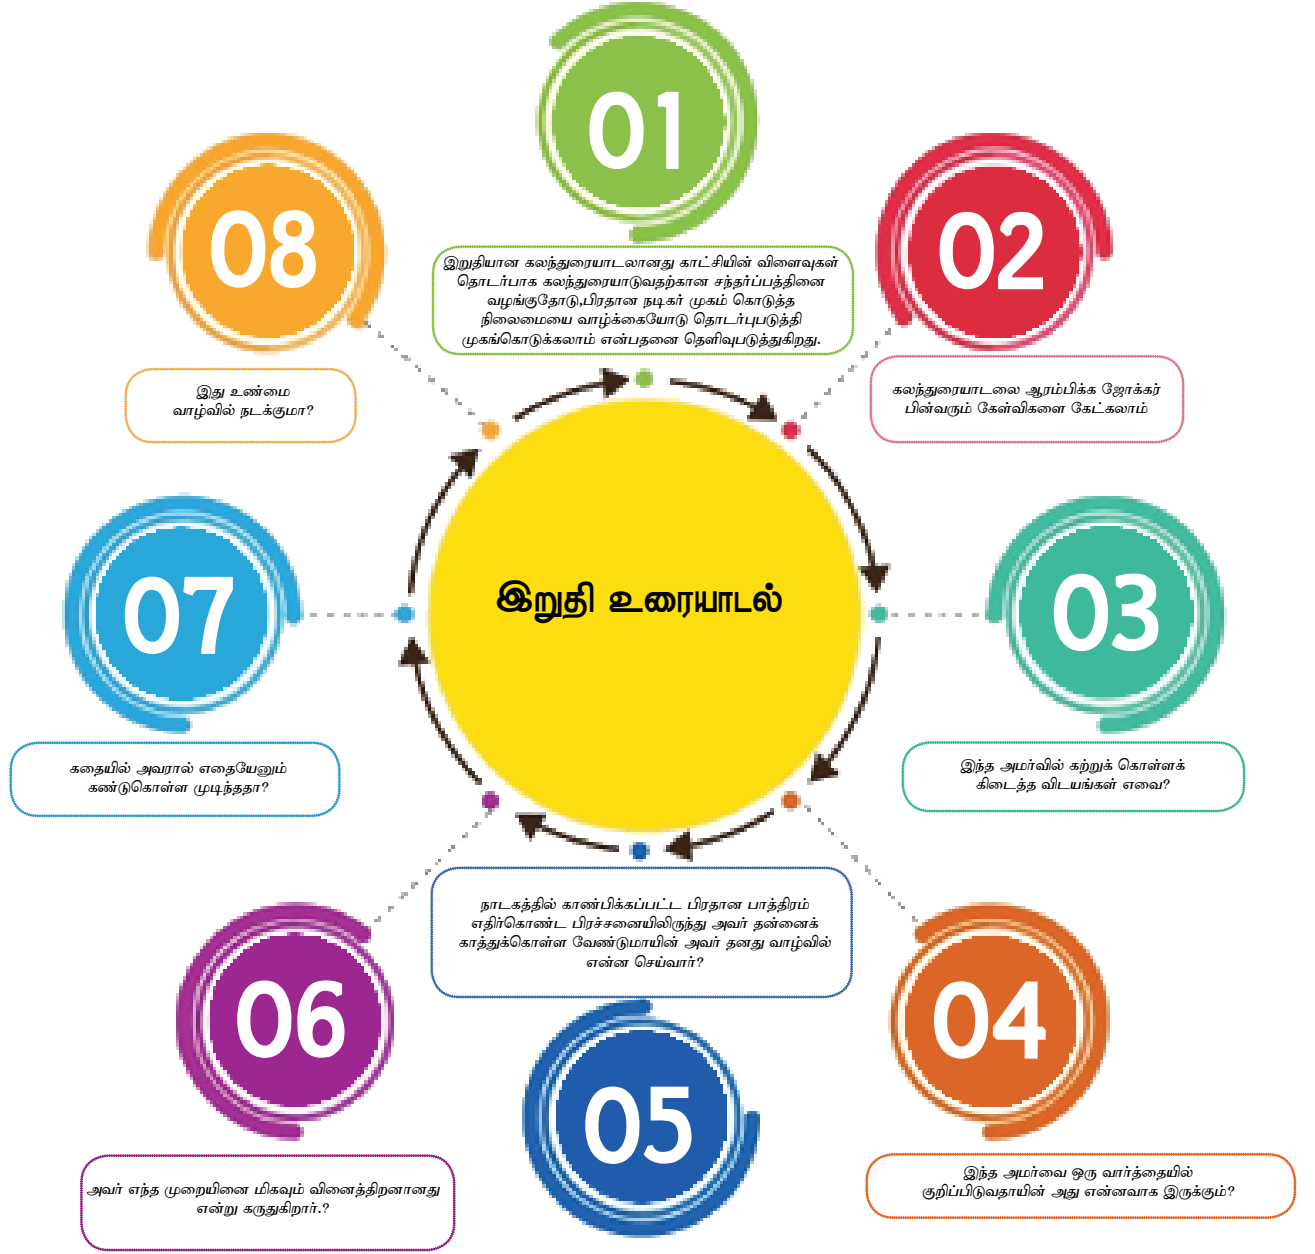 01
இறுதியான கலந்துரையாடலானது காட்சியின் விளைவுகள்
தொடர்பாக கலந்துரையாடுவதற்கான சந்தர்ப்பத்தினை
வழங்குதோடு,பிரதான நடிகர் முகம் கொடுத்த
நிலைமையை வாழ்க்கையோடு தொடர்புபடுத்தி
முகங்கொடுக்கலாம் என்பதனை தெளிவுபடுத்துகிறது.
02
கலந்துரையாடலை ஆரம்பிக்க ஜோக்கர்
பின்வரும் கேள்விகளை கேட்கலாம்
03
இந்த அமர்வில் கற்றுக் கொள்ளக்
கிடைத்த விடயங்கள் எவை?
04
இந்த அமர்வை ஒரு வார்த்தையில்
குறிப்பிடுவதாயின் அது என்னவாக இருக்கும்?
நாடகத்தில் காண்பிக்கப்பட்ட பிரதான பாத்திரம்
எதிர்கொண்ட பிரச்சனையிலிருந்து அவர் தன்னைக்
காத்துக்கொள்ள வேண்டுமாயின் அவர் தனது வாழ்வில்
என்ன செய்வார்?
05
06
அவர் எந்த முறையினை மிகவும் வினைத்திறனானது
என்று கருதுகிறார்.?
07
கதையில் அவரால் எதையேனும்
கண்டுகொள்ள முடிந்ததா?
08
இது உண்மை
வாழ்வில் நடக்குமா?
இறுதி உரையாடல்